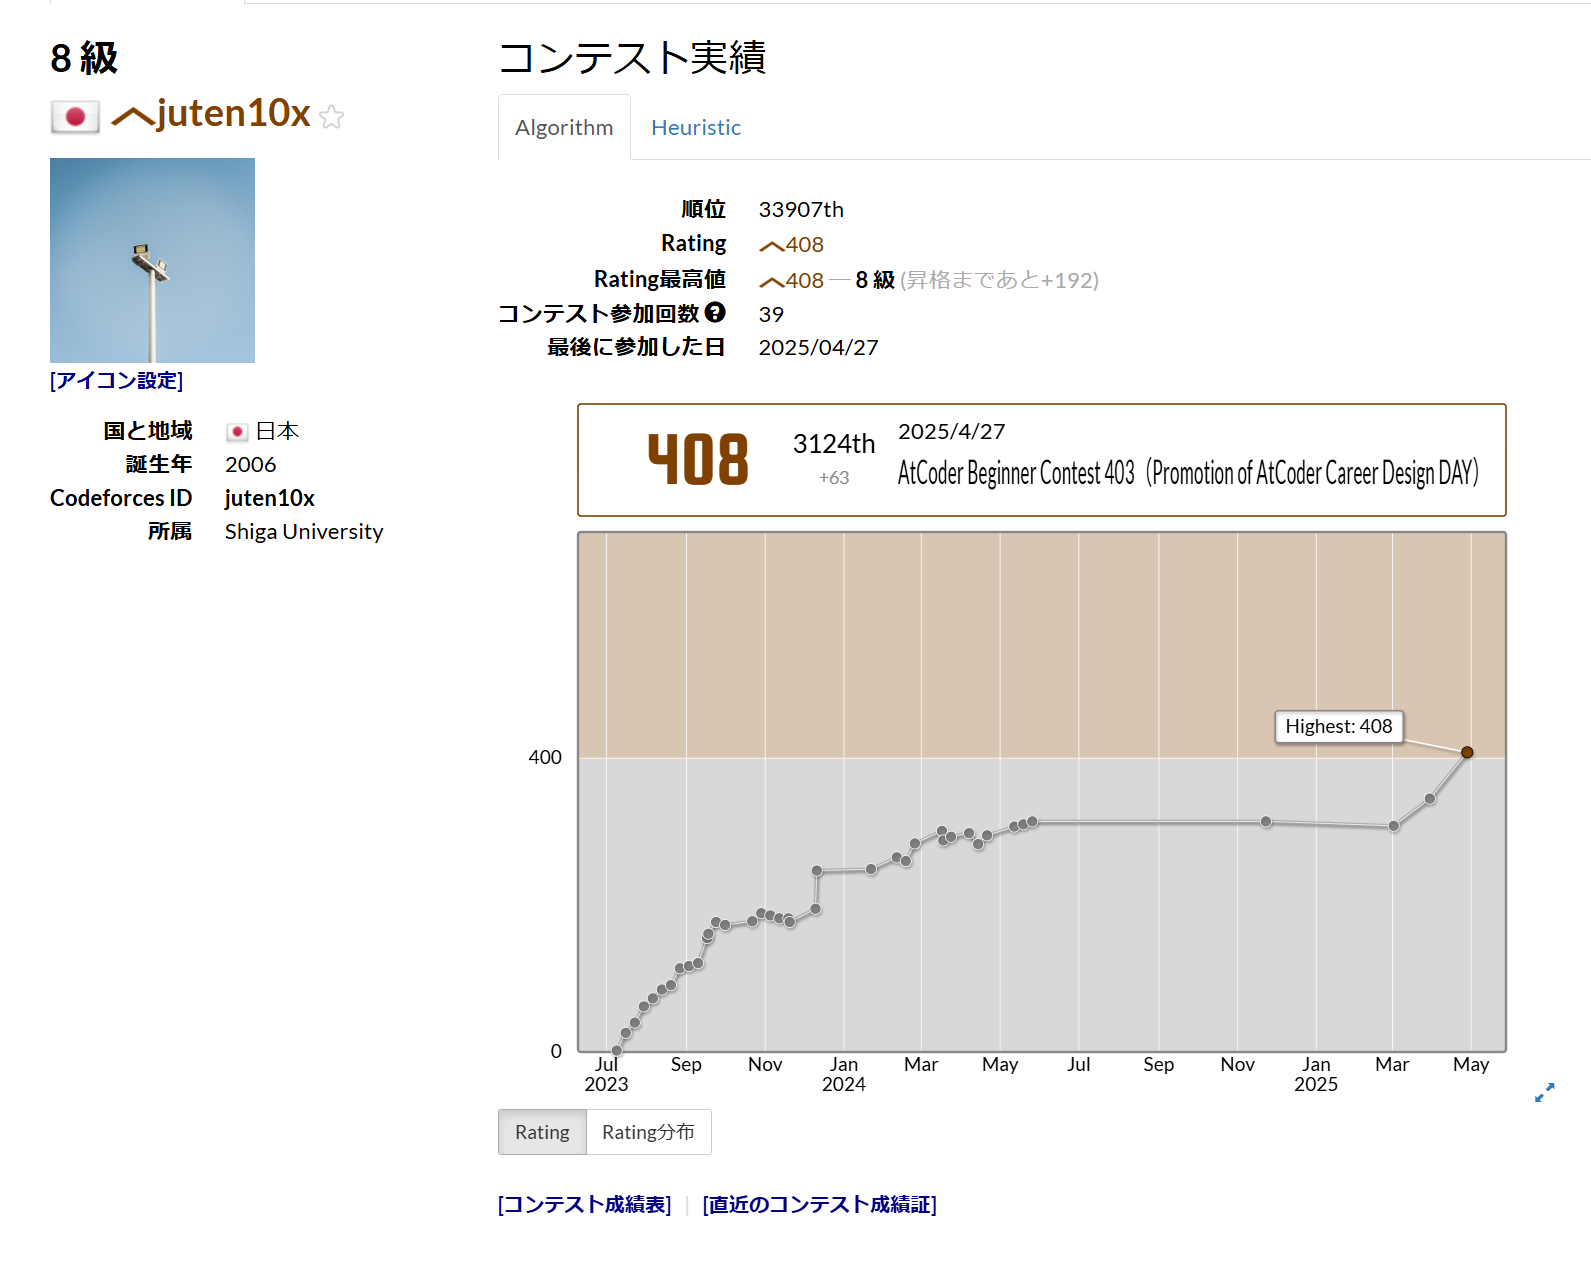 8 級
juten10x
[アイコン設定]
国と地域 日本
誕生年 2006
Codeforces ID juten10x
所属 Shiga University
コンテスト実績
Algorithm Heuristic
順位 33907th
Rating 408
Rating最高値 408 ― 8 級 (昇格まであと+192)
コンテスト参加回数 ? 39
最後に参加した日 2025/04/27
408
3124th
+63
2025/4/27
AtCoder Beginner Contest 403（Promotion of AtCoder Career Design DAY）
Highest: 408
400
0
Jul Sep Nov Jan Mar May Jul Sep Nov Jan Mar May
2023 2024 2025
Rating Rating分布
[コンテスト成績表] | [直近のコンテスト成績証]